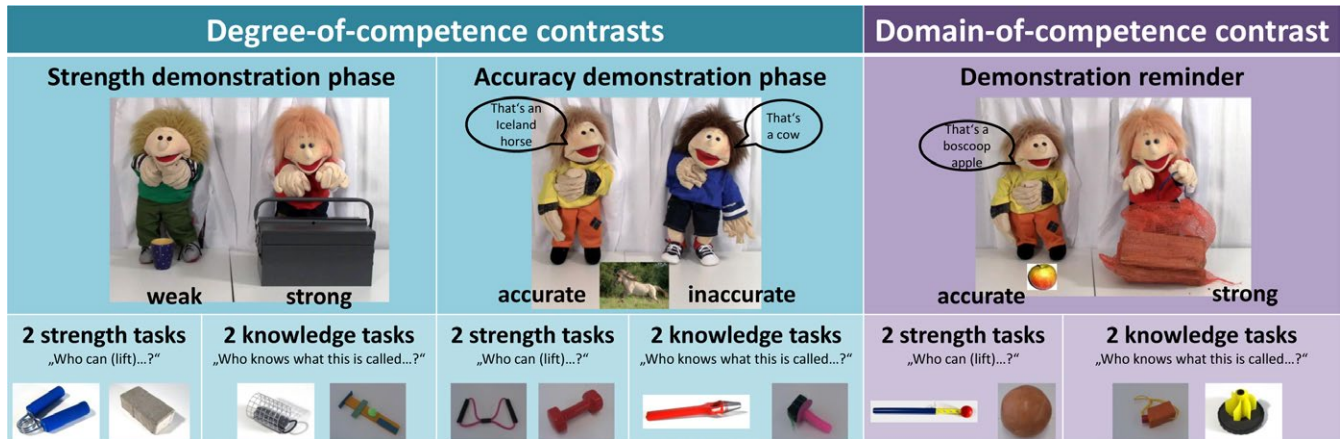 Degree-of-competence contrasts
Domain-of-competence contrast
Strength demonstration phase
Accuracy demonstration phase
Demonstration reminder
That's an
Iceland
horse
That's
a cow
That's a
boscoop
apple
weak
strong
accurate
inaccurate
accurate
strong
2 strength tasks
„Who can (lift)...?“
2 knowledge tasks
„Who knows what this is called...?“
2 strength tasks
„Who can (lift)...?“
2 knowledge tasks
„Who knows what this is called...?“
2 strength tasks
„Who can (lift)...?“
2 knowledge tasks
„Who knows what this is called...?“